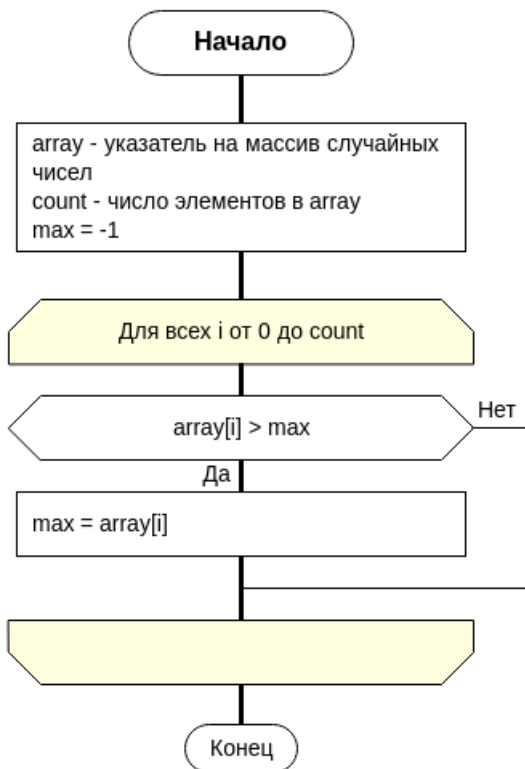 Начало
array - указатель на массив случайных
чисел
count - число элементов в array
max = -1
Для всех i от 0 до count
array[i] > max
Нет
Да
max = array[i]
Конец